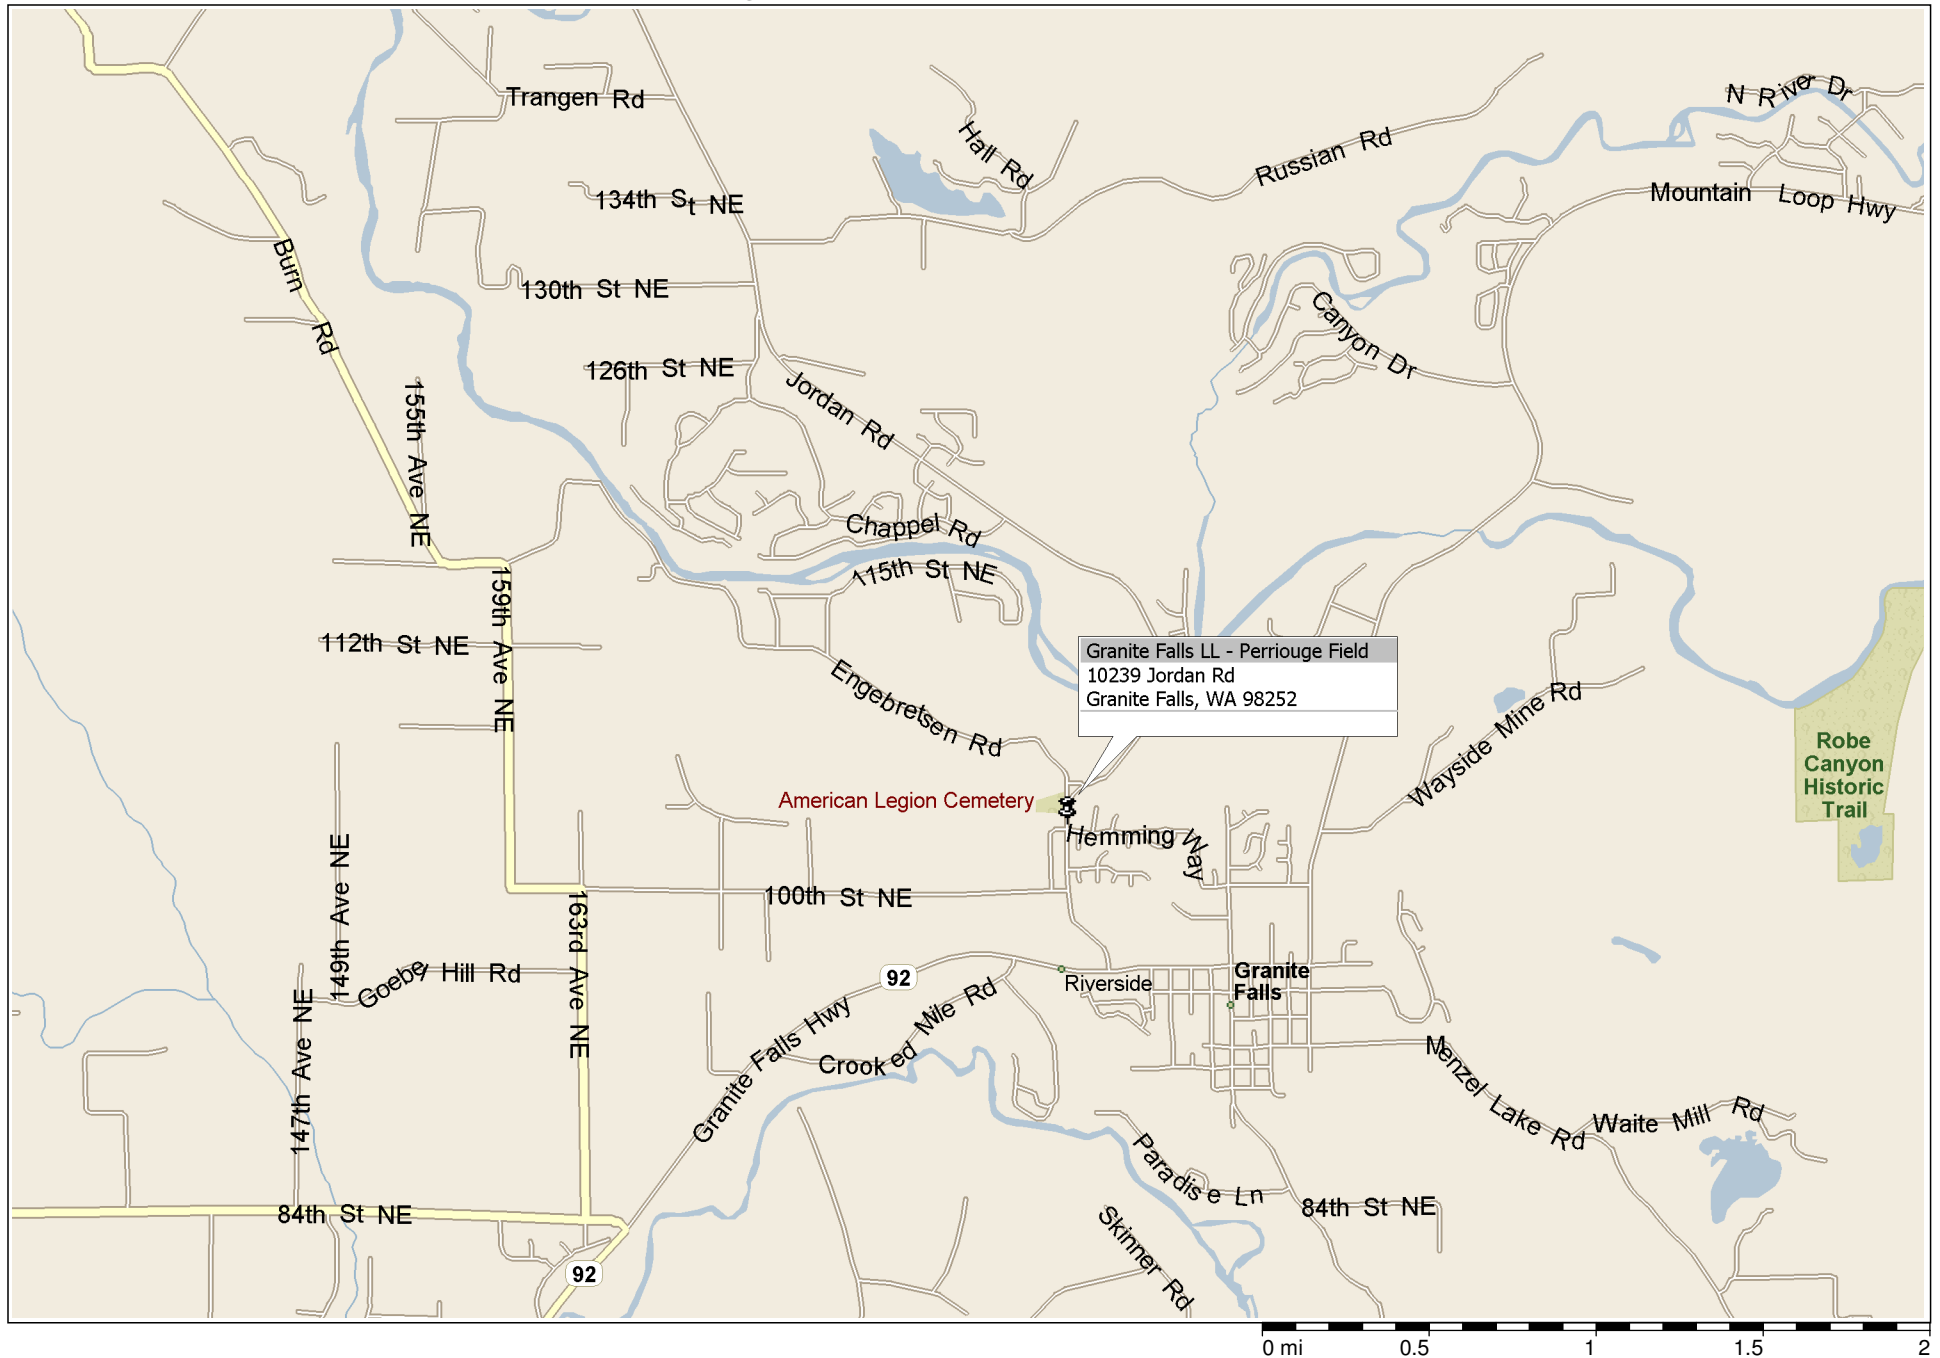 Trangen Rd
N River Dr
Hall Rd
Russian Rd
134th St NE
Mountain Loop Hwy
Burn Rd
130th St NE
Canyon Dr
126th St NE
Jordan Rd
155th Ave NE
Chappel Rd
115th St NE
159th Ave NE
112th St NE
Granite Falls LL - Perriouge Field
10239 Jordan Rd
Granite Falls, WA 98252
Engebretsen Rd
Wayside Mine Rd
Robe
Canyon
Historic
Trail
American Legion Cemetery
Hemming Way
149th Ave NE
100th St NE
163rd Ave NE
Goebel Hill Rd
92
Riverside
Granite
Falls
Crooked Mile Rd
Granite Falls Hwy
147th Ave NE
Menzel Lake Rd
Waite Mill Rd
Paradise Ln
84th St NE
84th St NE
Skinner Rd
92
0 mi 0.5 1 1.5 2